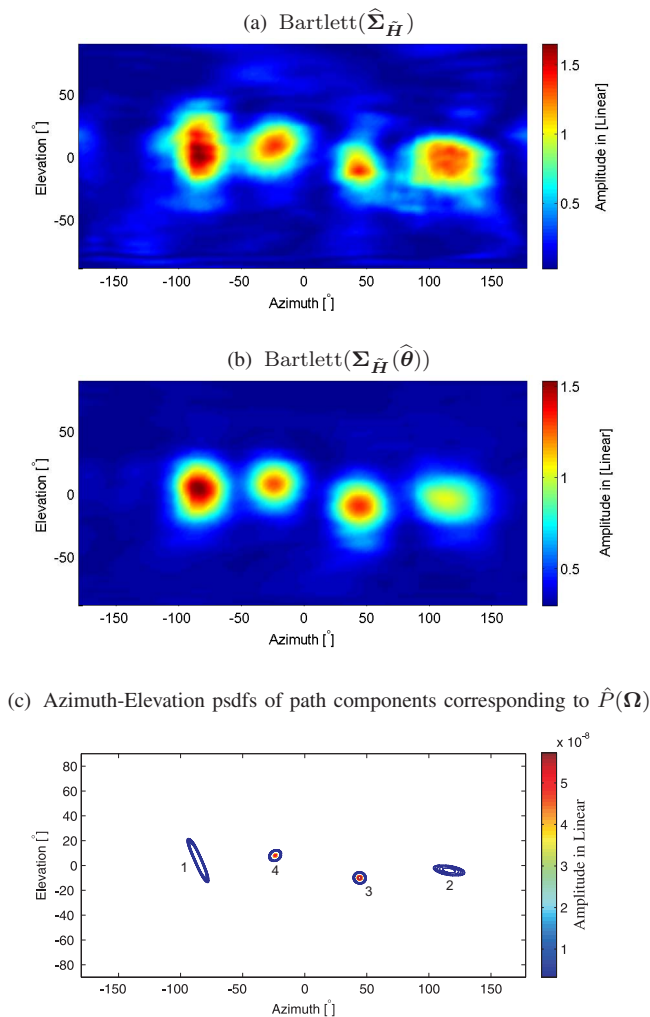 (a) Bartlett(Σ̂_H̃)
50
0
-50
Elevation [°]
-150 -100 -50 0 50 100 150
Azimuth [°]
1.5
1
0.5
Amplitude in [Linear]
(b) Bartlett(Σ_H̃(θ̂))
50
0
-50
Elevation [°]
-150 -100 -50 0 50 100 150
Azimuth [°]
1.5
1
0.5
Amplitude in [Linear]
(c) Azimuth-Elevation psdfs of path components corresponding to P̂(Ω)
80
60
40
20
0
-20
-40
-60
-80
Elevation [°]
1
4
3
2
-150 -100 -50 0 50 100 150
Azimuth [°]
x 10⁻⁸
5
4
3
2
1
Amplitude in Linear